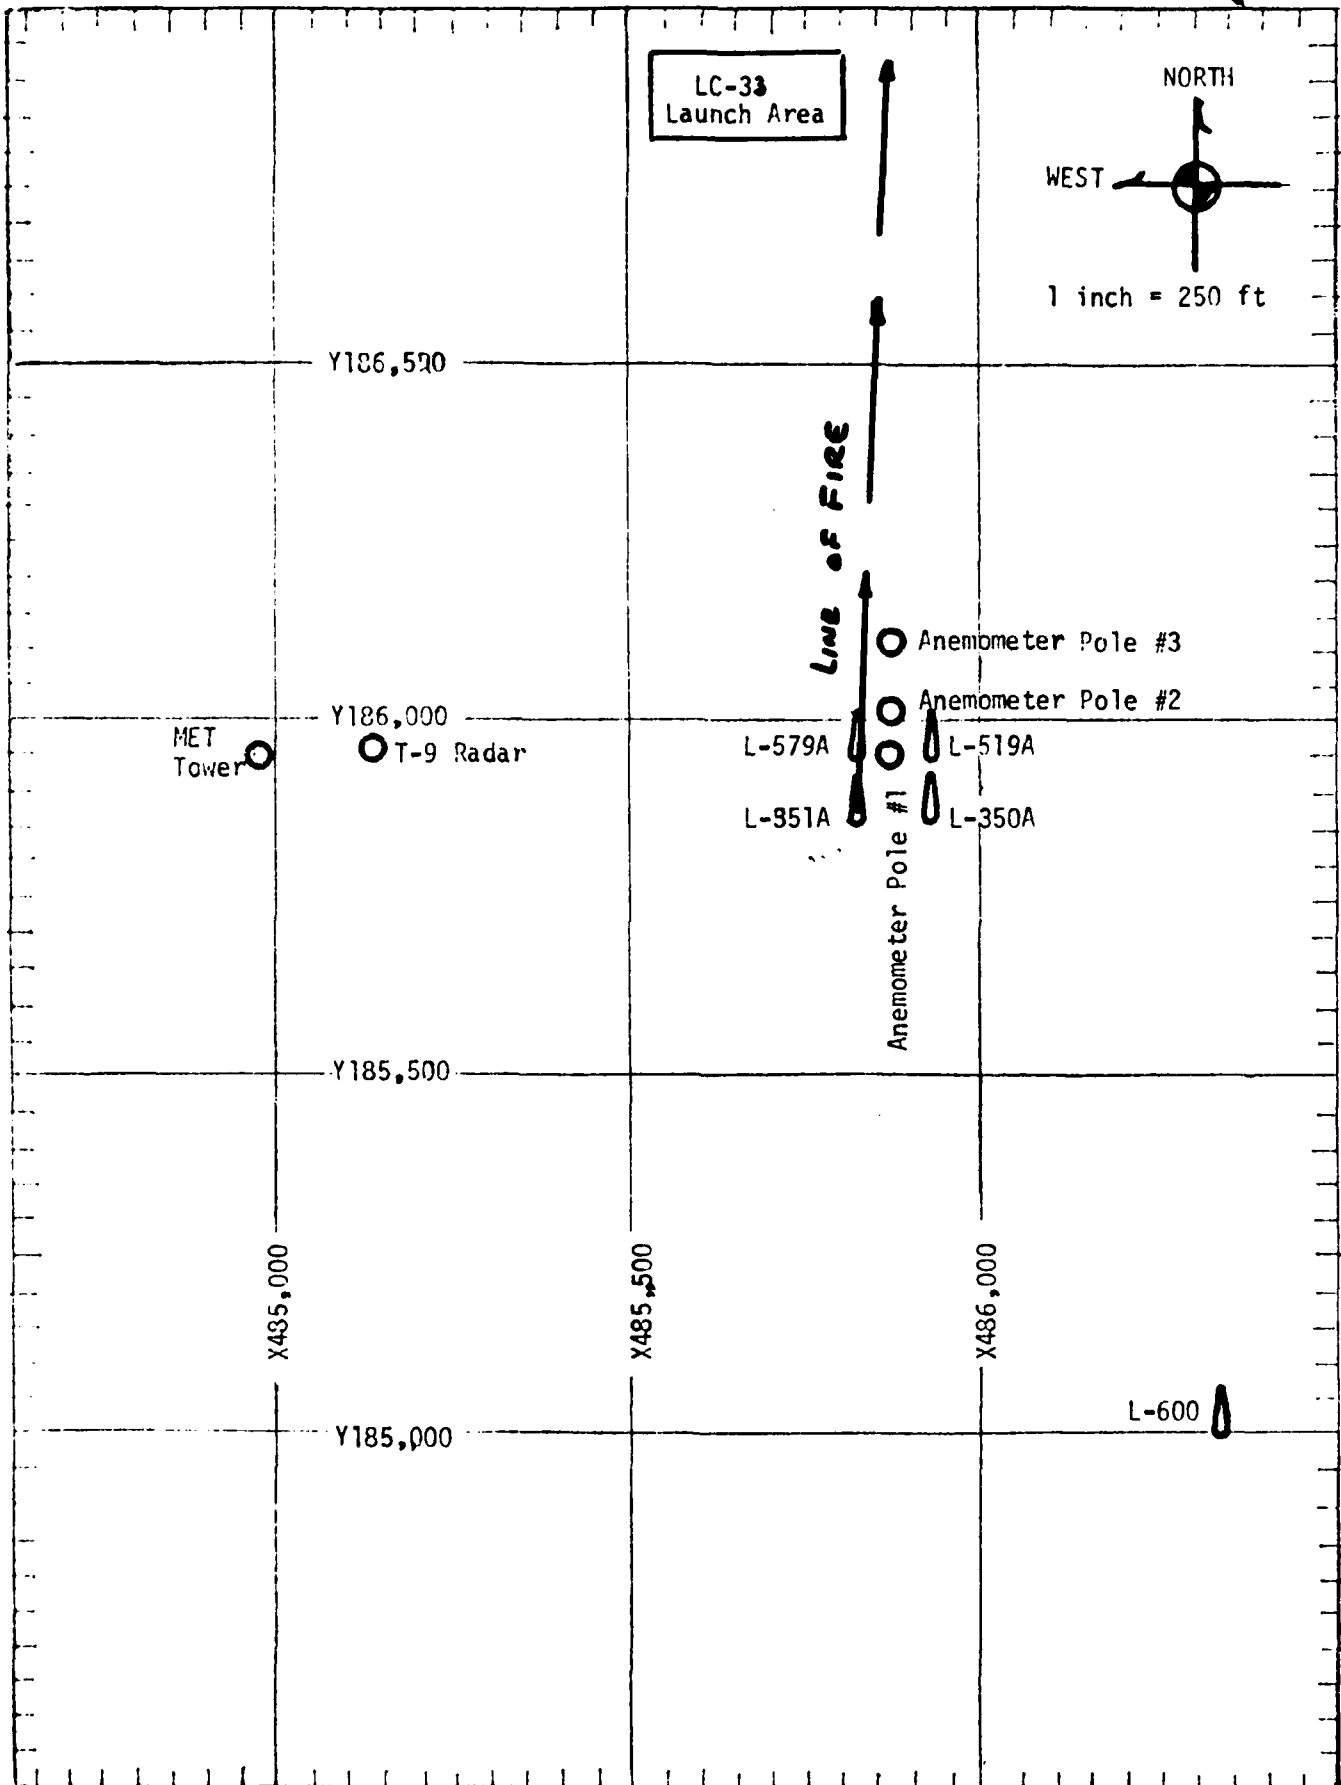 LC-33
Launch Area
NORTH
WEST
1 inch = 250 ft
Y186,500
LINE OF FIRE
Anemometer Pole #3
Anemometer Pole #2
Y186,000
MET
Tower
T-9 Radar
L-579A
L-519A
L-351A
L-350A
Anemometer Pole #1
Y185,500
X485,000
X485,500
X486,000
L-600
Y185,000